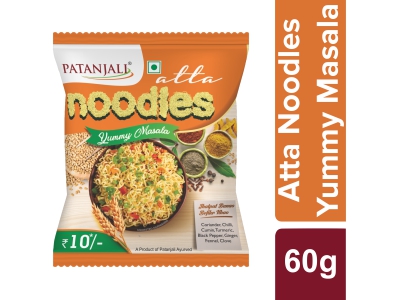 PATANJALI®
atta
noodles
Yummy Masala
Coriander, Chilli,
Cumin, Turmeric,
Black Pepper, Ginger,
Fennel, Clove.
₹ 10/-
A Product of Patanjali Ayurved
Atta Noodles
Yummy Masala
60g